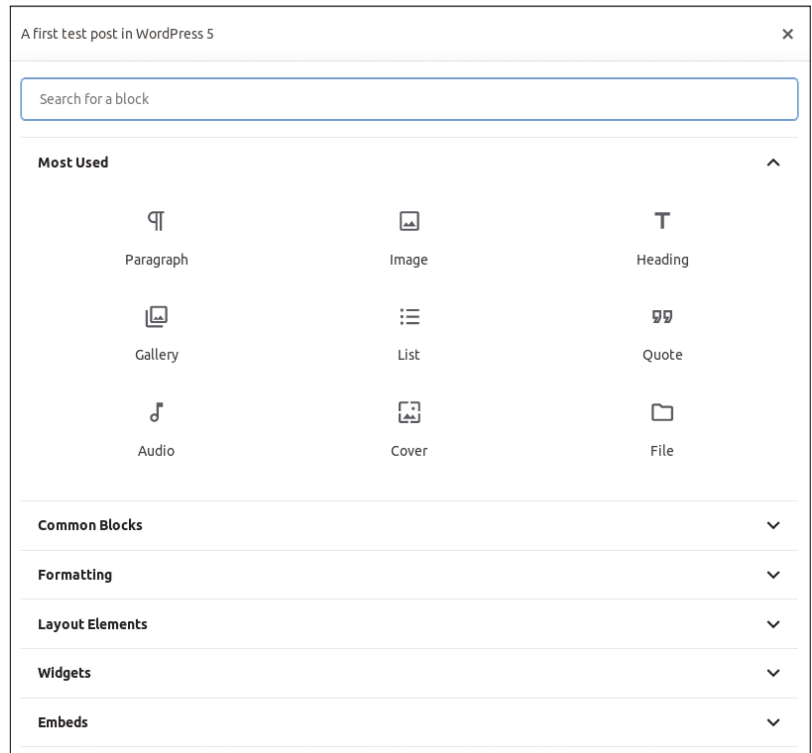 A first test post in WordPress 5
Search for a block
Most Used
Paragraph Image Heading
Gallery List Quote
Audio Cover File
Common Blocks
Formatting
Layout Elements
Widgets
Embeds